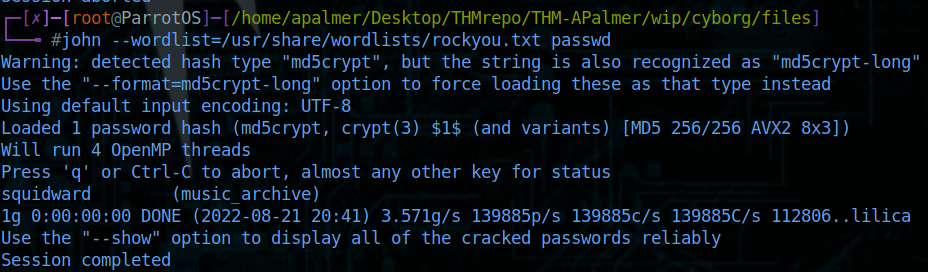 Session aborted
┌─[✗]─[root@ParrotOS]─[/home/apalmer/Desktop/THMrepo/THM-APalmer/wip/cyborg/files]
└──╼ #john --wordlist=/usr/share/wordlists/rockyou.txt passwd
Warning: detected hash type "md5crypt", but the string is also recognized as "md5crypt-long"
Use the "--format=md5crypt-long" option to force loading these as that type instead
Using default input encoding: UTF-8
Loaded 1 password hash (md5crypt, crypt(3) $1$ (and variants) [MD5 256/256 AVX2 8x3])
Will run 4 OpenMP threads
Press 'q' or Ctrl-C to abort, almost any other key for status
squidward        (music_archive)
1g 0:00:00:00 DONE (2022-08-21 20:41) 3.571g/s 139885p/s 139885c/s 139885C/s 112806..lilica
Use the "--show" option to display all of the cracked passwords reliably
Session completed